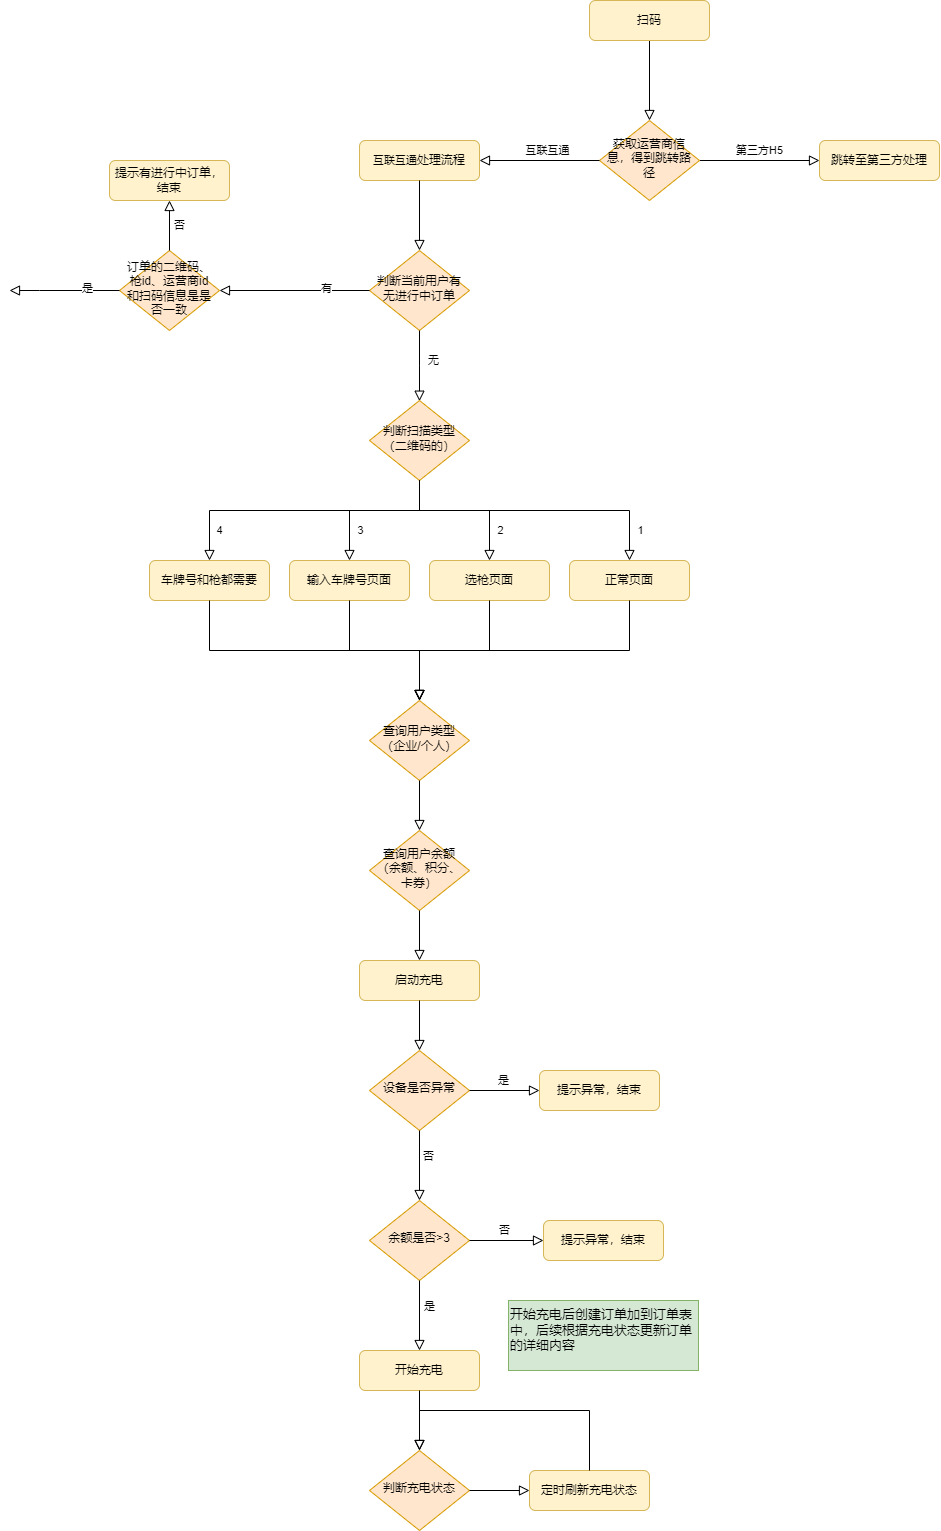 扫码
获取运营商信
息，得到跳转路
径
互联互通
第三方H5
互联互通处理流程
跳转至第三方处理
提示有进行中订单，
结束
否
订单的二维码、
枪id、运营商id
和扫码信息是是
否一致
是
有
判断当前用户有
无进行中订单
无
判断扫描类型
（二维码的）
4
3
2
1
车牌号和枪都需要
输入车牌号页面
选枪页面
正常页面
查询用户类型
（企业/个人）
查询用户余额
（余额、积分、
卡券）
启动充电
设备是否异常
是
提示异常，结束
否
余额是否>3
否
提示异常，结束
是
开始充电后创建订单加到订单表
中，后续根据充电状态更新订单
的详细内容
开始充电
判断充电状态
定时刷新充电状态